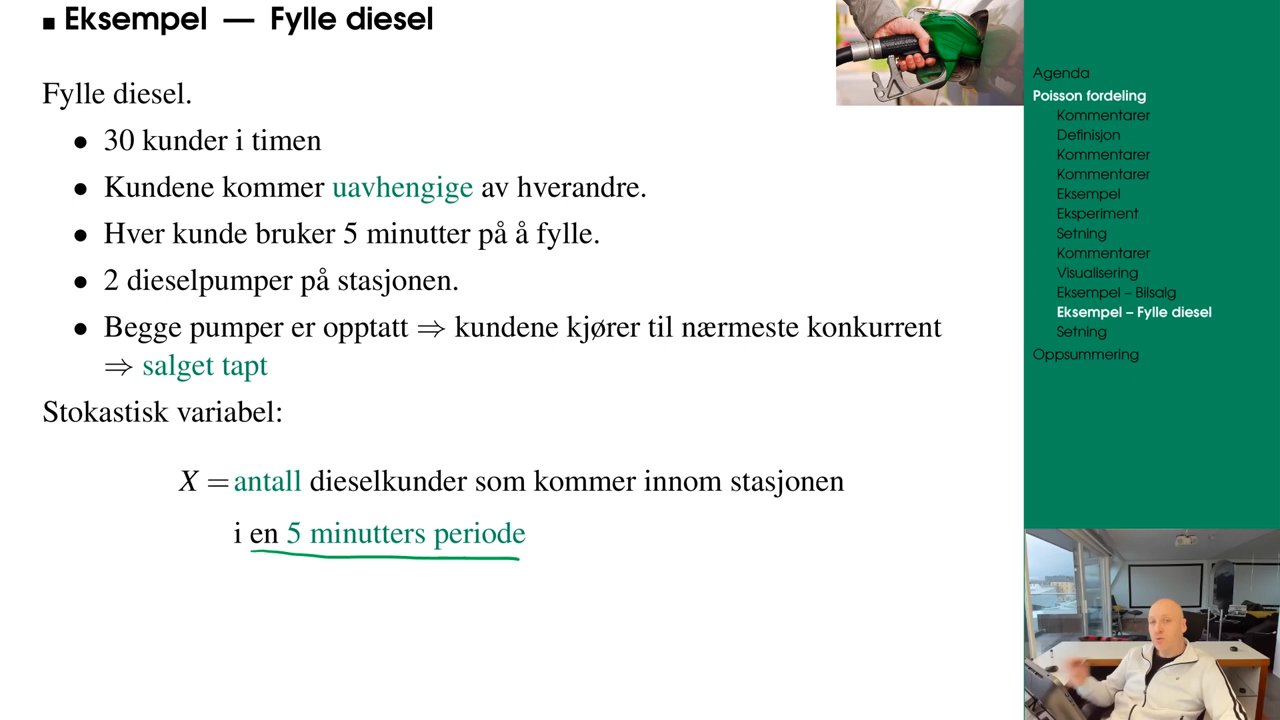 Eksempel — Fylle diesel
Fylle diesel.
• 30 kunder i timen
• Kundene kommer uavhengige av hverandre.
• Hver kunde bruker 5 minutter på å fylle.
• 2 dieselpumper på stasjonen.
• Begge pumper er opptatt ⇒ kundene kjører til nærmeste konkurrent
⇒ salget tapt
Stokastisk variabel:
X = antall dieselkunder som kommer innom stasjonen
i en 5 minutters periode
Agenda
Poisson fordeling
Kommentarer
Definisjon
Kommentarer
Kommentarer
Eksempel
Eksperiment
Setning
Kommentarer
Visualisering
Eksempel – Bilsalg
Eksempel – Fylle diesel
Setning
Oppsummering